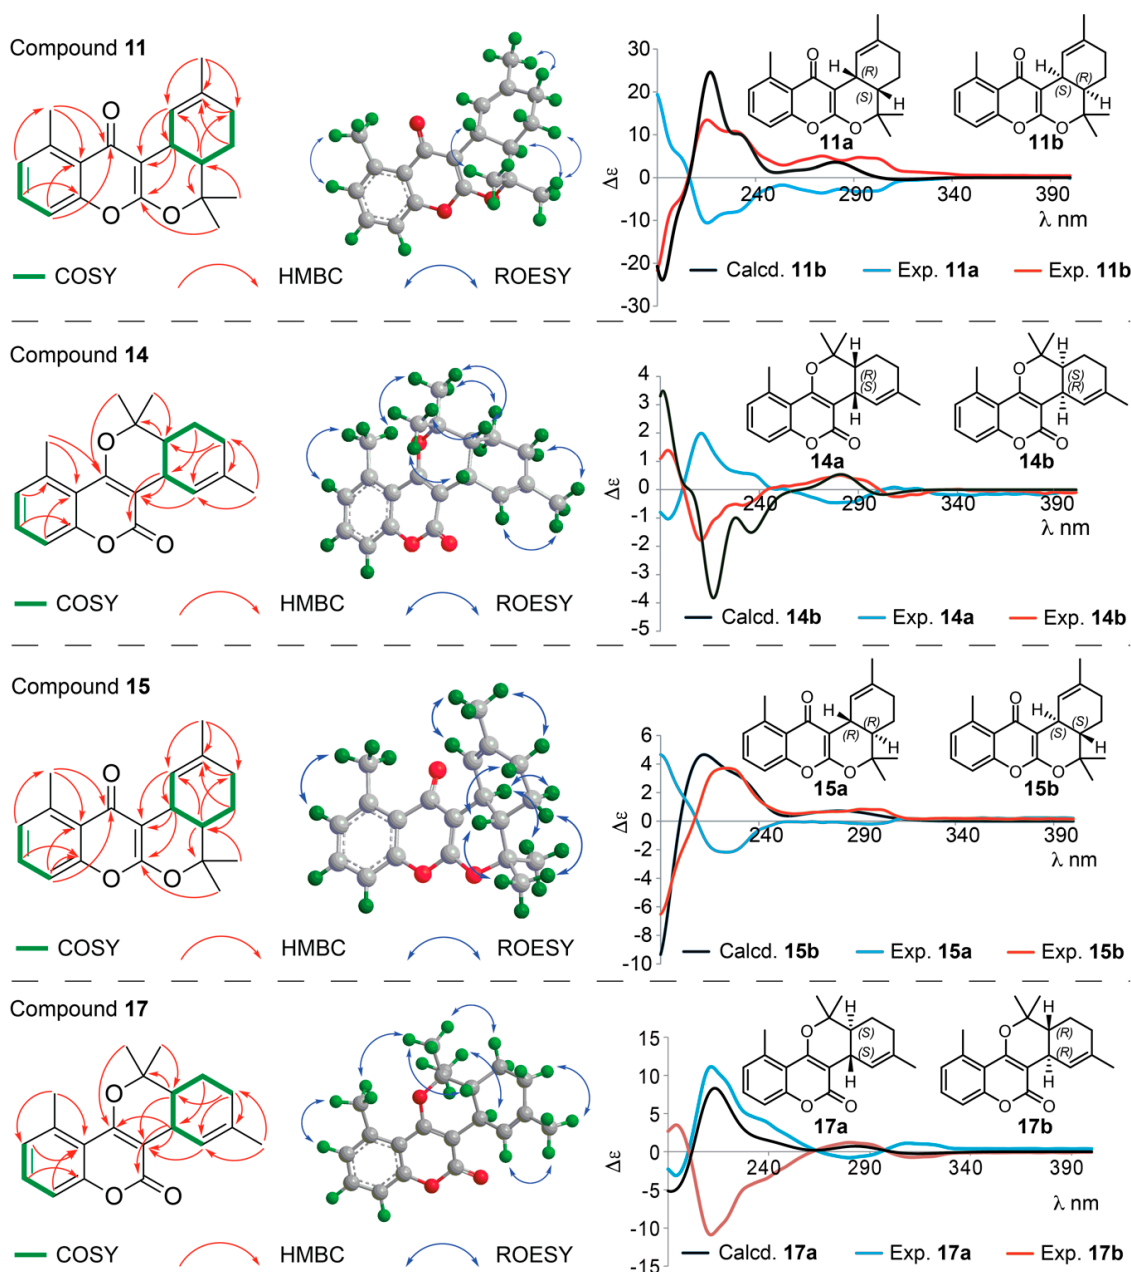 Compound 11
O
O
O
COSY
HMBC
ROESY
30
20
10
0
-10
-20
-30
Δε
240
290
340
390
λ nm
O
H
(R)
(S)
H
O
O
11a
O
H
(R)
(S)
H
O
O
11b
Calcd. 11b
Exp. 11a
Exp. 11b
Compound 14
O
O
O
COSY
HMBC
ROESY
4
3
2
1
0
-1
-2
-3
-4
-5
Δε
240
290
340
390
λ nm
H
O
(R)
(S)
H
O
O
14a
H
O
(S)
(R)
H
O
O
14b
Calcd. 14b
Exp. 14a
Exp. 14b
Compound 15
O
O
O
COSY
HMBC
ROESY
6
4
2
0
-2
-4
-6
-8
-10
Δε
240
290
340
390
λ nm
O
H
(R)
(R)
H
O
O
15a
O
H
(S)
(S)
H
O
O
15b
Calcd. 15b
Exp. 15a
Exp. 15b
Compound 17
O
O
O
COSY
HMBC
ROESY
15
10
5
0
-5
-10
-15
Δε
240
290
340
390
λ nm
H
O
(S)
(S)
H
O
O
17a
H
O
(R)
(R)
H
O
O
17b
Calcd. 17a
Exp. 17a
Exp. 17b